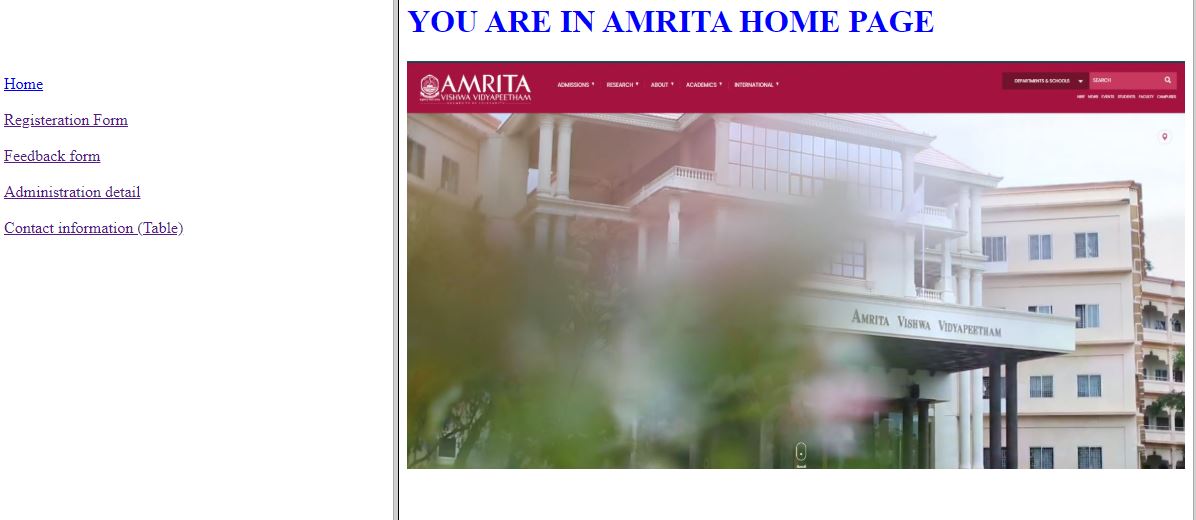 Home
Registeration Form
Feedback form
Administration detail
Contact information (Table)
YOU ARE IN AMRITA HOME PAGE
AMRITA
VISHWA VIDYAPEETHAM
ADMISSIONS RESEARCH ABOUT ACADEMICS INTERNATIONAL
DEPARTMENTS & SCHOOLS SEARCH
NIRF NEWS EVENTS STUDENTS FACULTY CAMPUSES
AMRITA VISHWA VIDYAPEETHAM